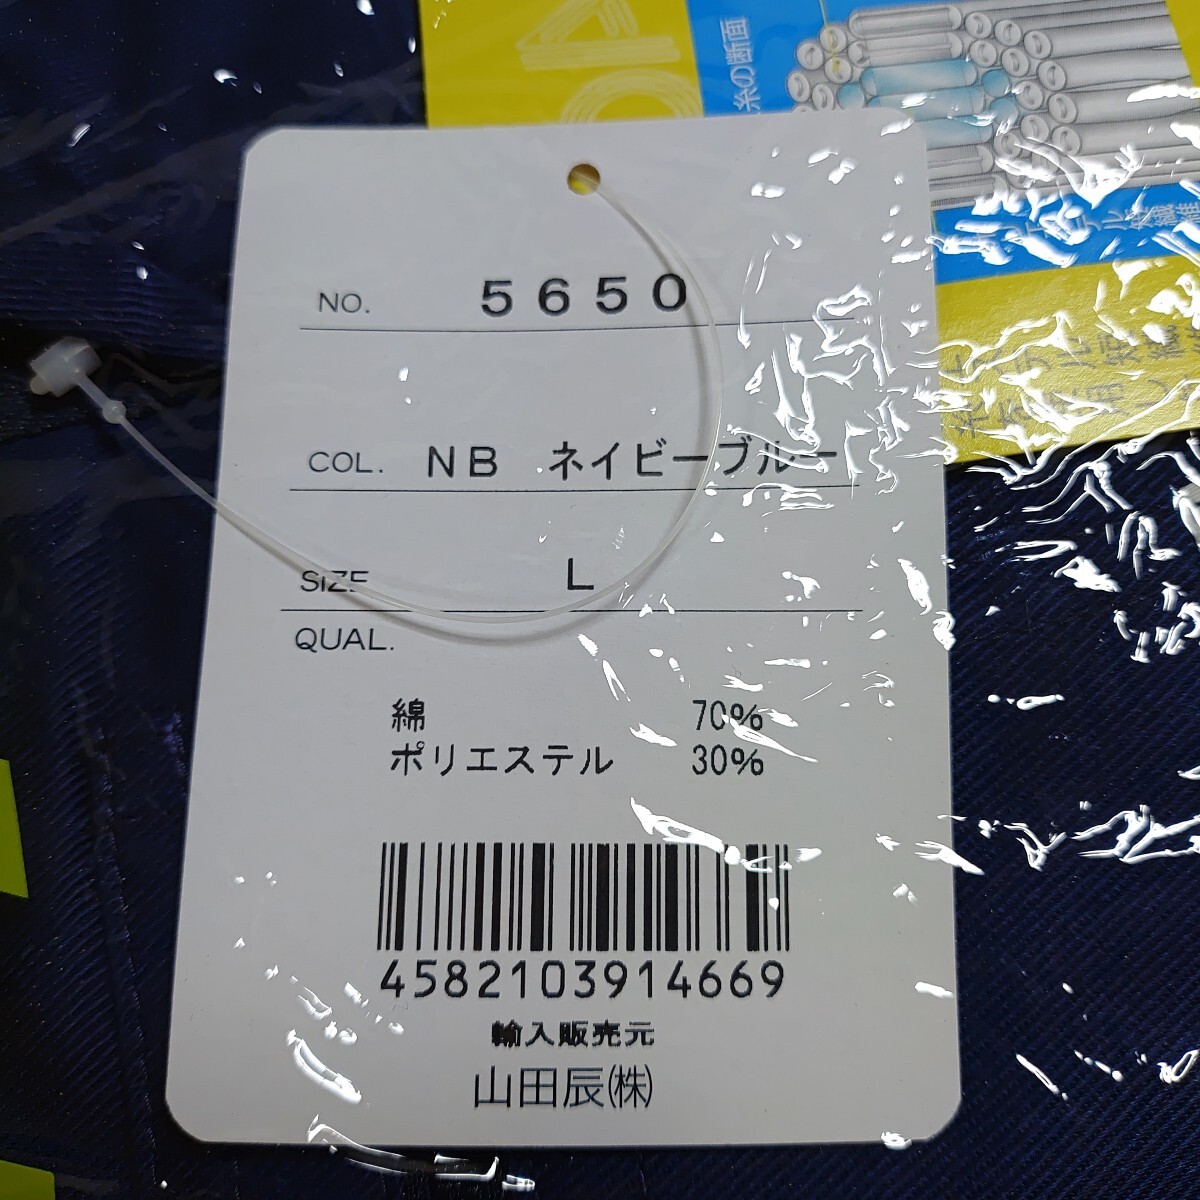 糸の断面
NO. 5650
COL. NB ネイビーブルー
SIZE L
QUAL.
綿 70%
ポリエステル 30%
4582103914669
輸入販売元
山田辰㈱